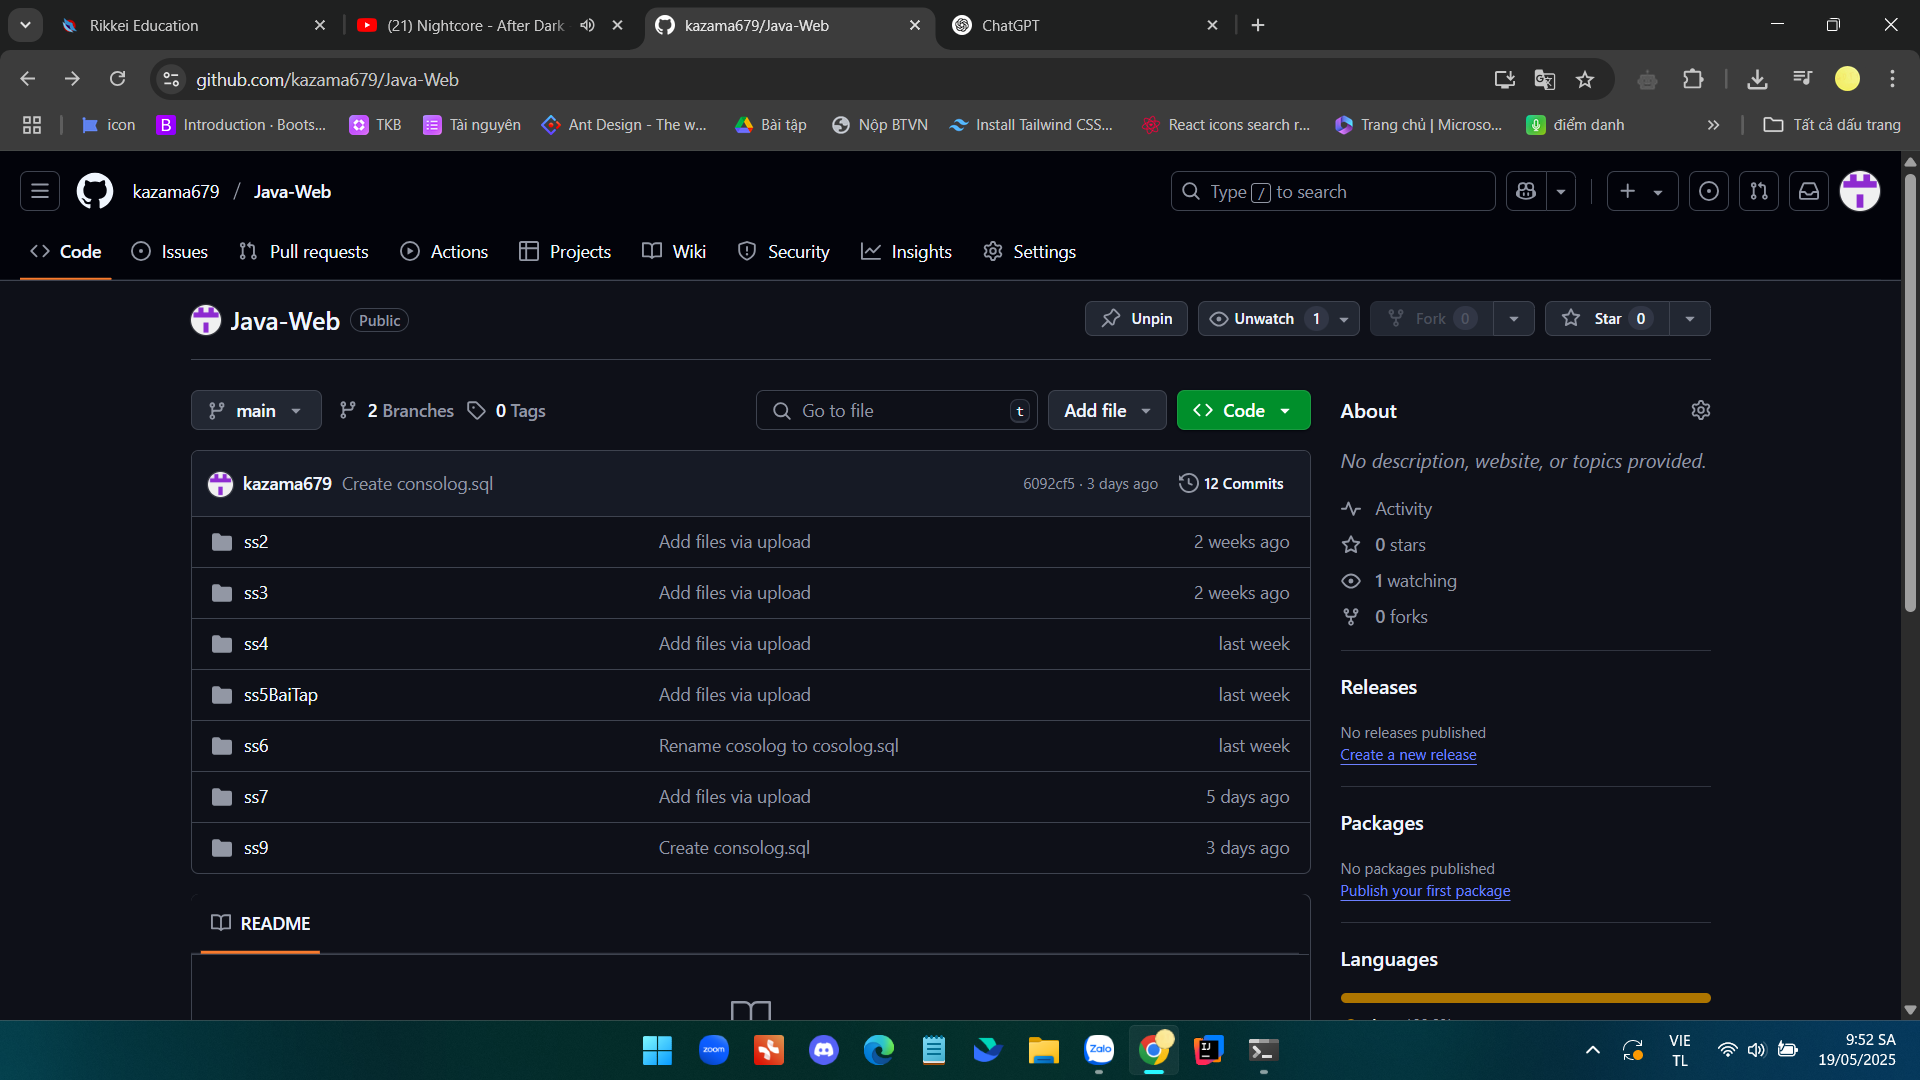 Rikkei Education
(21) Nightcore - After Dark
kazama679/Java-Web
ChatGPT
github.com/kazama679/Java-Web
icon
Introduction · Boots...
TKB
Tài nguyên
Ant Design - The w...
Bài tập
Nộp BTVN
Install Tailwind CSS...
React icons search r...
Trang chủ | Microso...
điểm danh
Tất cả dấu trang
kazama679 / Java-Web
Type / to search
Code
Issues
Pull requests
Actions
Projects
Wiki
Security
Insights
Settings
Java-Web Public
Unpin
Unwatch 1
Fork 0
Star 0
main
2 Branches
0 Tags
Go to file t
Add file
Code
kazama679 Create consolog.sql 6092cf5 · 3 days ago 12 Commits
ss2 Add files via upload 2 weeks ago
ss3 Add files via upload 2 weeks ago
ss4 Add files via upload last week
ss5BaiTap Add files via upload last week
ss6 Rename cosolog to cosolog.sql last week
ss7 Add files via upload 5 days ago
ss9 Create consolog.sql 3 days ago
README
About
No description, website, or topics provided.
Activity
0 stars
1 watching
0 forks
Releases
No releases published
Create a new release
Packages
No packages published
Publish your first package
Languages
zoom
Zalo
IJ
VIE
TL
9:52 SA
19/05/2025